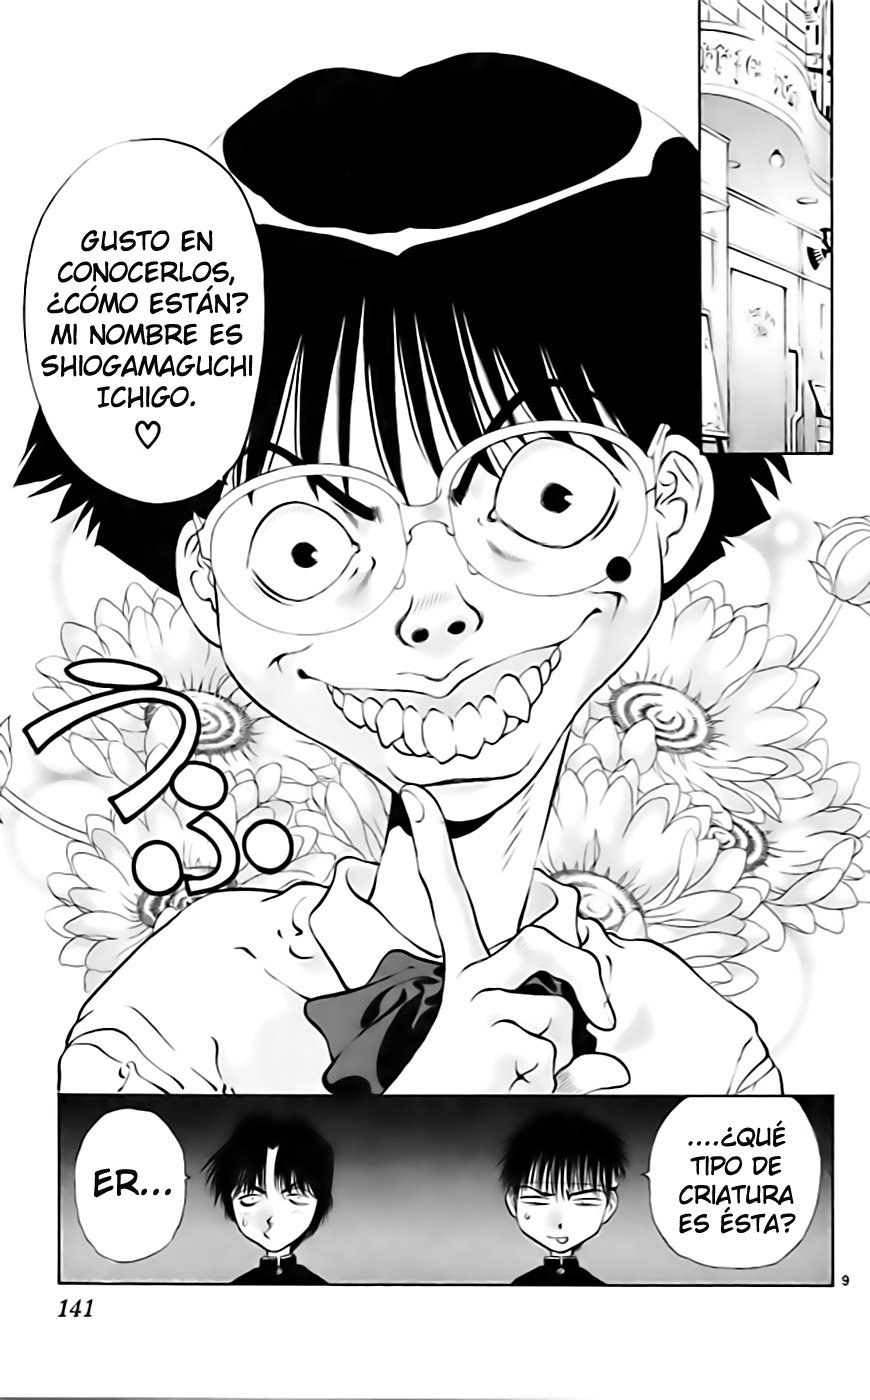 GUSTO EN
CONOCERLOS,
¿CÓMO ESTÁN?
MI NOMBRE ES
SHIOGAMAGUCHI
ICHIGO.
♡
うふ
....¿QUÉ
TIPO DE
CRIATURA
ES ÉSTA?
ER...
9
141